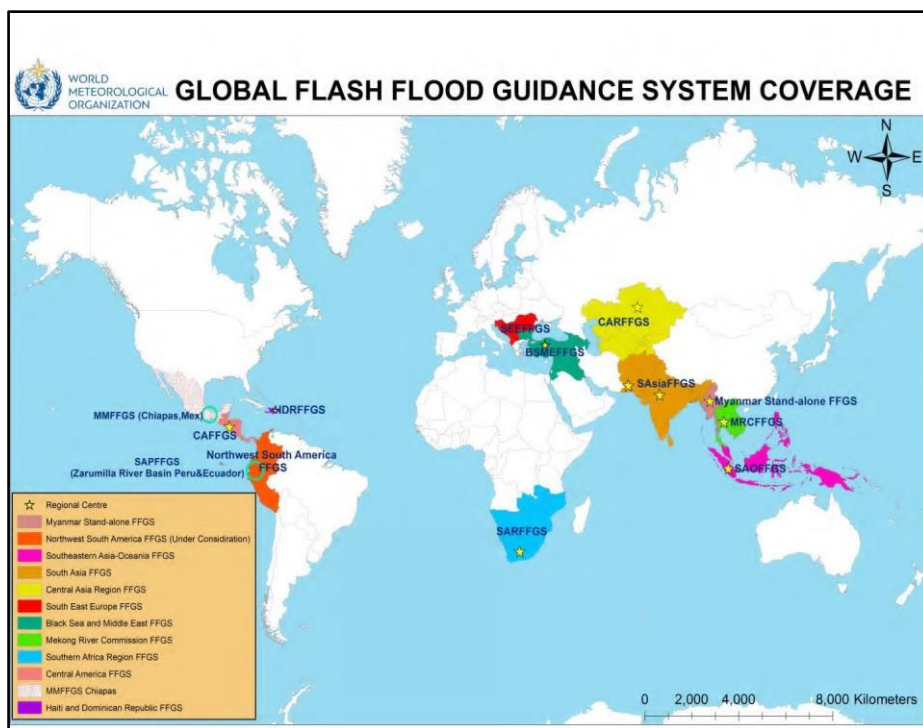 WORLD
METEOROLOGICAL
ORGANIZATION
GLOBAL FLASH FLOOD GUIDANCE SYSTEM COVERAGE
N
W E
S
CARFFGS
SEEFFGS
BSMEFFGS
SAsiaFFGS
Myanmar Stand-alone FFGS
HDRFFGS
MMFFGS (Chiapas,Mex)
MRCFFGS
CAFFGS
Northwest South America
FFGS
SAPFFGS
(Zarumilla River Basin Peru&Ecuador)
SAOFFGS
SARFFGS
Regional Centre
Myanmar Stand-alone FFGS
Northwest South America FFGS (Under Considiration)
Southeastern Asia-Oceania FFGS
South Asia FFGS
Central Asia Region FFGS
South East Europe FFGS
Black Sea and Middle East FFGS
Mekong River Commission FFGS
Southern Africa Region FFGS
Central America FFGS
MMFFGS Chiapas
Haiti and Dominican Republic FFGS
0 2,000 4,000 8,000 Kilometers